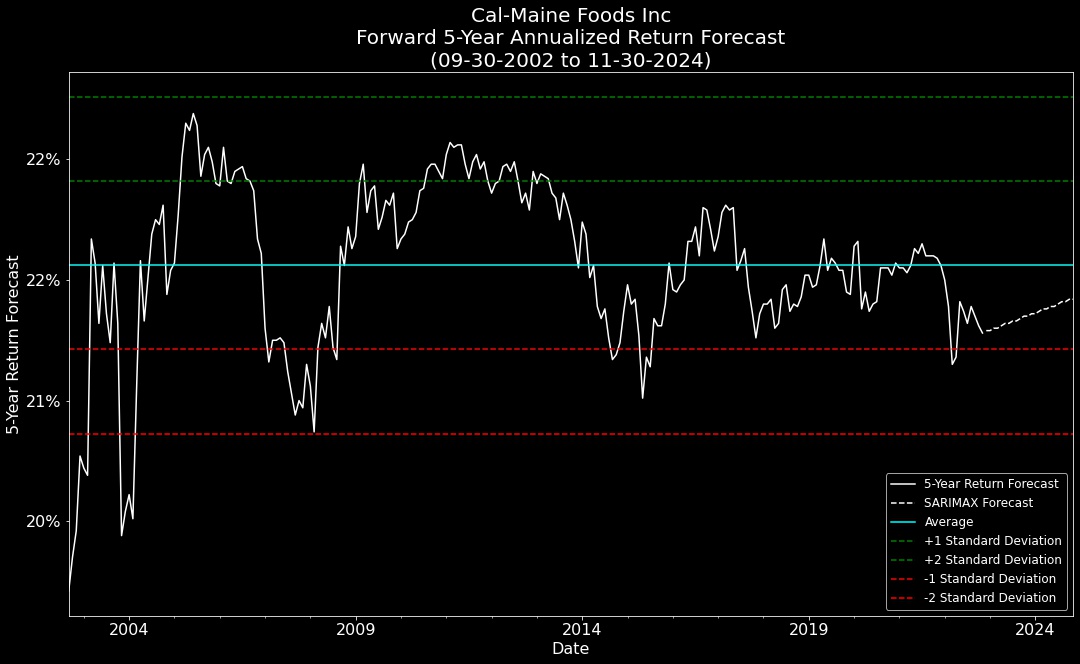 Cal-Maine Foods Inc
Forward 5-Year Annualized Return Forecast
(09-30-2002 to 11-30-2024)
22%
22%
21%
20%
5-Year Return Forecast
2004
2009
2014
2019
2024
Date
5-Year Return Forecast
SARIMAX Forecast
Average
+1 Standard Deviation
+2 Standard Deviation
-1 Standard Deviation
-2 Standard Deviation